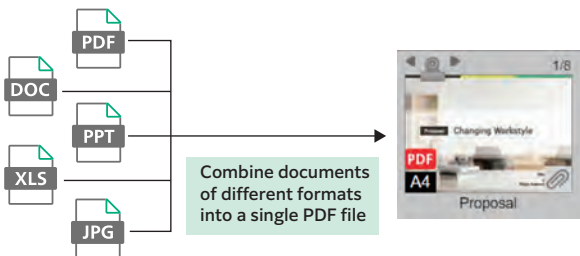 PDF
DOC
PPT
XLS
JPG
Combine documents
of different formats
into a single PDF file
1/8
Changing Workstyle
PDF
A4
Proposal